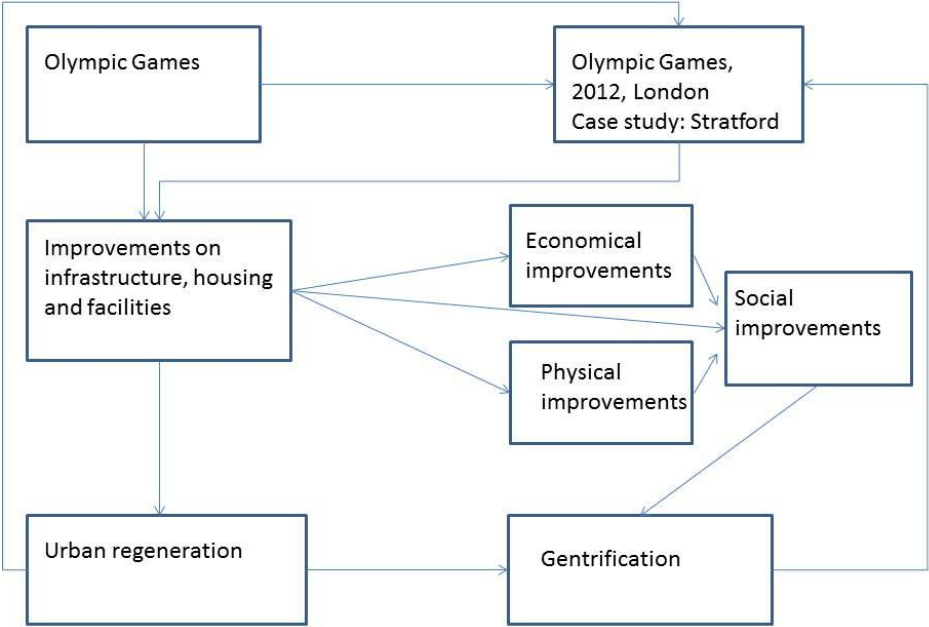 Olympic Games
Olympic Games,
2012, London
Case study: Stratford
Improvements on
infrastructure, housing
and facilities
Economical
improvements
Social
improvements
Physical
improvements
Urban regeneration
Gentrification